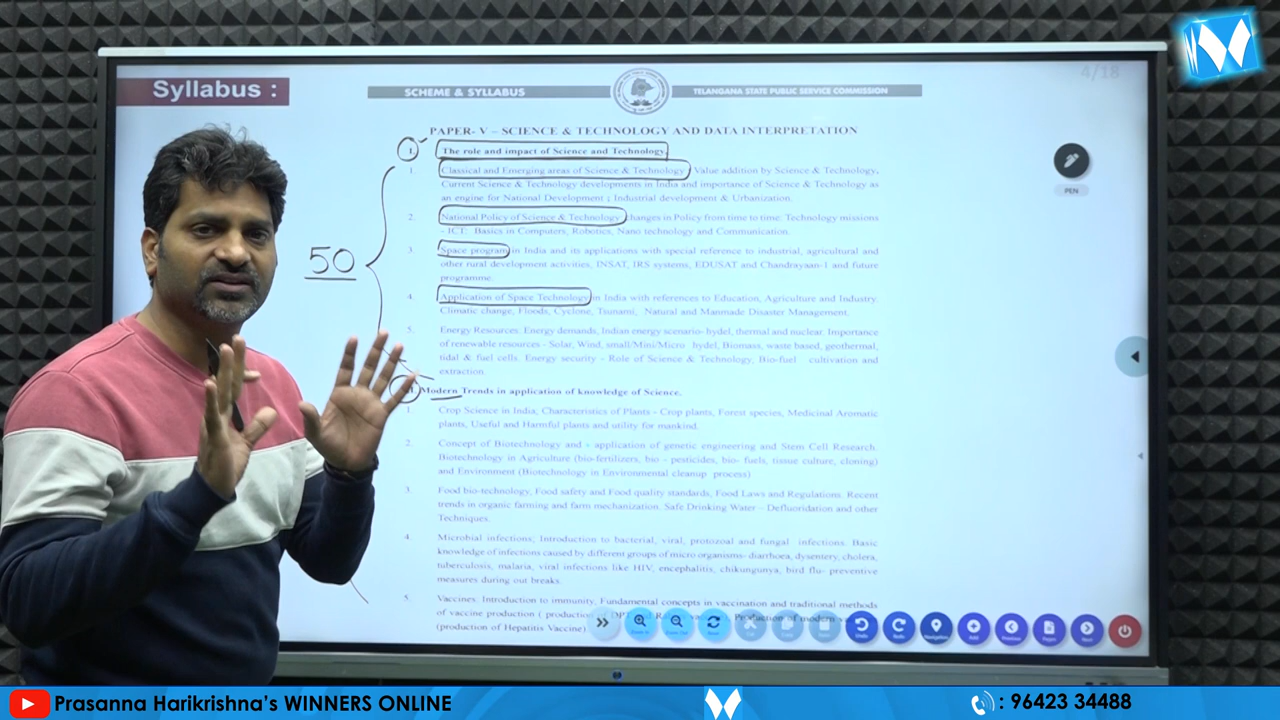 4/18
Syllabus :
SCHEME & SYLLABUS
TELANGANA STATE PUBLIC SERVICE COMMISSION
PAPER- V – SCIENCE & TECHNOLOGY AND DATA INTERPRETATION
I. The role and impact of Science and Technology.
1. Classical and Emerging areas of Science & Technology; Value addition by Science & Technology,
Current Science & Technology developments in India and importance of Science & Technology as
an engine for National Development ; Industrial development & Urbanization.
2. National Policy of Science & Technology changes in Policy from time to time; Technology missions
- ICT: Basics in Computers, Robotics, Nano technology and Communication.
3. Space program in India and its applications with special reference to industrial, agricultural and
other rural development activities, INSAT, IRS systems, EDUSAT and Chandrayaan-1 and future
programme.
4. Application of Space Technology in India with references to Education, Agriculture and Industry.
Climatic change, Floods, Cyclone, Tsunami, Natural and Manmade Disaster Management.
50
5. Energy Resources: Energy demands, Indian energy scenario- hydel, thermal and nuclear. Importance
of renewable resources - Solar, Wind, small/Mini/Micro hydel, Biomass, waste based, geothermal,
tidal & fuel cells. Energy security - Role of Science & Technology, Bio-fuel cultivation and
extraction.
Modern Trends in application of knowledge of Science.
1. Crop Science in India; Characteristics of Plants - Crop plants, Forest species, Medicinal Aromatic
plants, Useful and Harmful plants and utility for mankind.
2. Concept of Biotechnology and - application of genetic engineering and Stem Cell Research.
Biotechnology in Agriculture (bio-fertilizers, bio - pesticides, bio- fuels, tissue culture, cloning)
and Environment (Biotechnology in Environmental cleanup process)
3. Food bio-technology, Food safety and Food quality standards, Food Laws and Regulations. Recent
trends in organic farming and farm mechanization. Safe Drinking Water – Defluoridation and other
Techniques.
4. Microbial infections; Introduction to bacterial, viral, protozoal and fungal infections. Basic
knowledge of infections caused by different groups of micro organisms- diarrhoea, dysentery, cholera,
tuberculosis, malaria, viral infections like HIV, encephalitis, chikungunya, bird flu- preventive
measures during out breaks.
5. Vaccines: Introduction to immunity, Fundamental concepts in vaccination and traditional methods
of vaccine production ( production of DPT Production of modern
(production of Hepatitis Vaccine)
PEN
Zoom In
Zoom Out
Undo
Redo
Navigation
Add
Previous
Pages
Next
Prasanna Harikrishna's WINNERS ONLINE
: 96423 34488